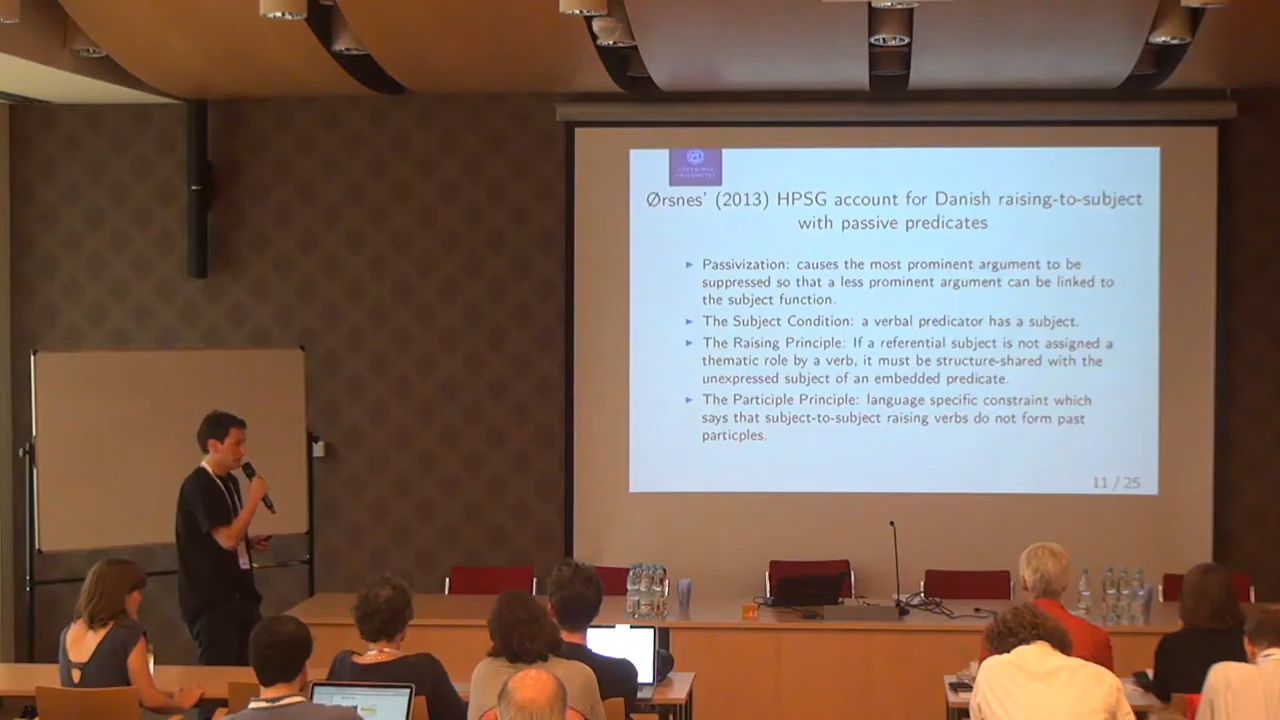 Ørsnes' (2013) HPSG account for Danish raising-to-subject
with passive predicates
Passivization: causes the most prominent argument to be
suppressed so that a less prominent argument can be linked to
the subject function.
The Subject Condition: a verbal predicator has a subject.
The Raising Principle: If a referential subject is not assigned a
thematic role by a verb, it must be structure-shared with the
unexpressed subject of an embedded predicate.
The Participle Principle: language specific constraint which
says that subject-to-subject raising verbs do not form past
particples.
11 / 25